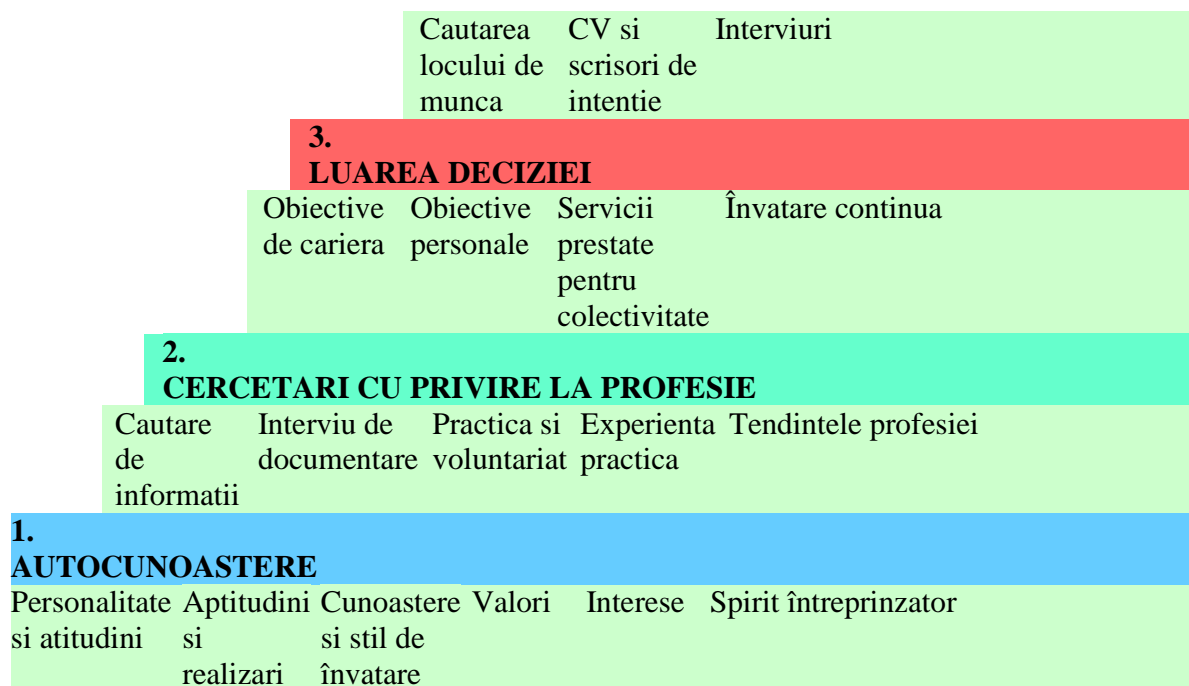 Cautarea CV si Interviuri
locului de scrisori de
munca intentie
3.
LUAREA DECIZIEI
Obiective Obiective Servicii Învatare continua
de cariera personale prestate
pentru
colectivitate
2.
CERCETARI CU PRIVIRE LA PROFESIE
Cautare Interviu de Practica si Experienta Tendintele profesiei
de documentare voluntariat practica
informatii
1.
AUTOCUNOASTERE
Personalitate Aptitudini Cunoastere Valori Interese Spirit întreprinzator
si atitudini si si stil de
realizari învatare